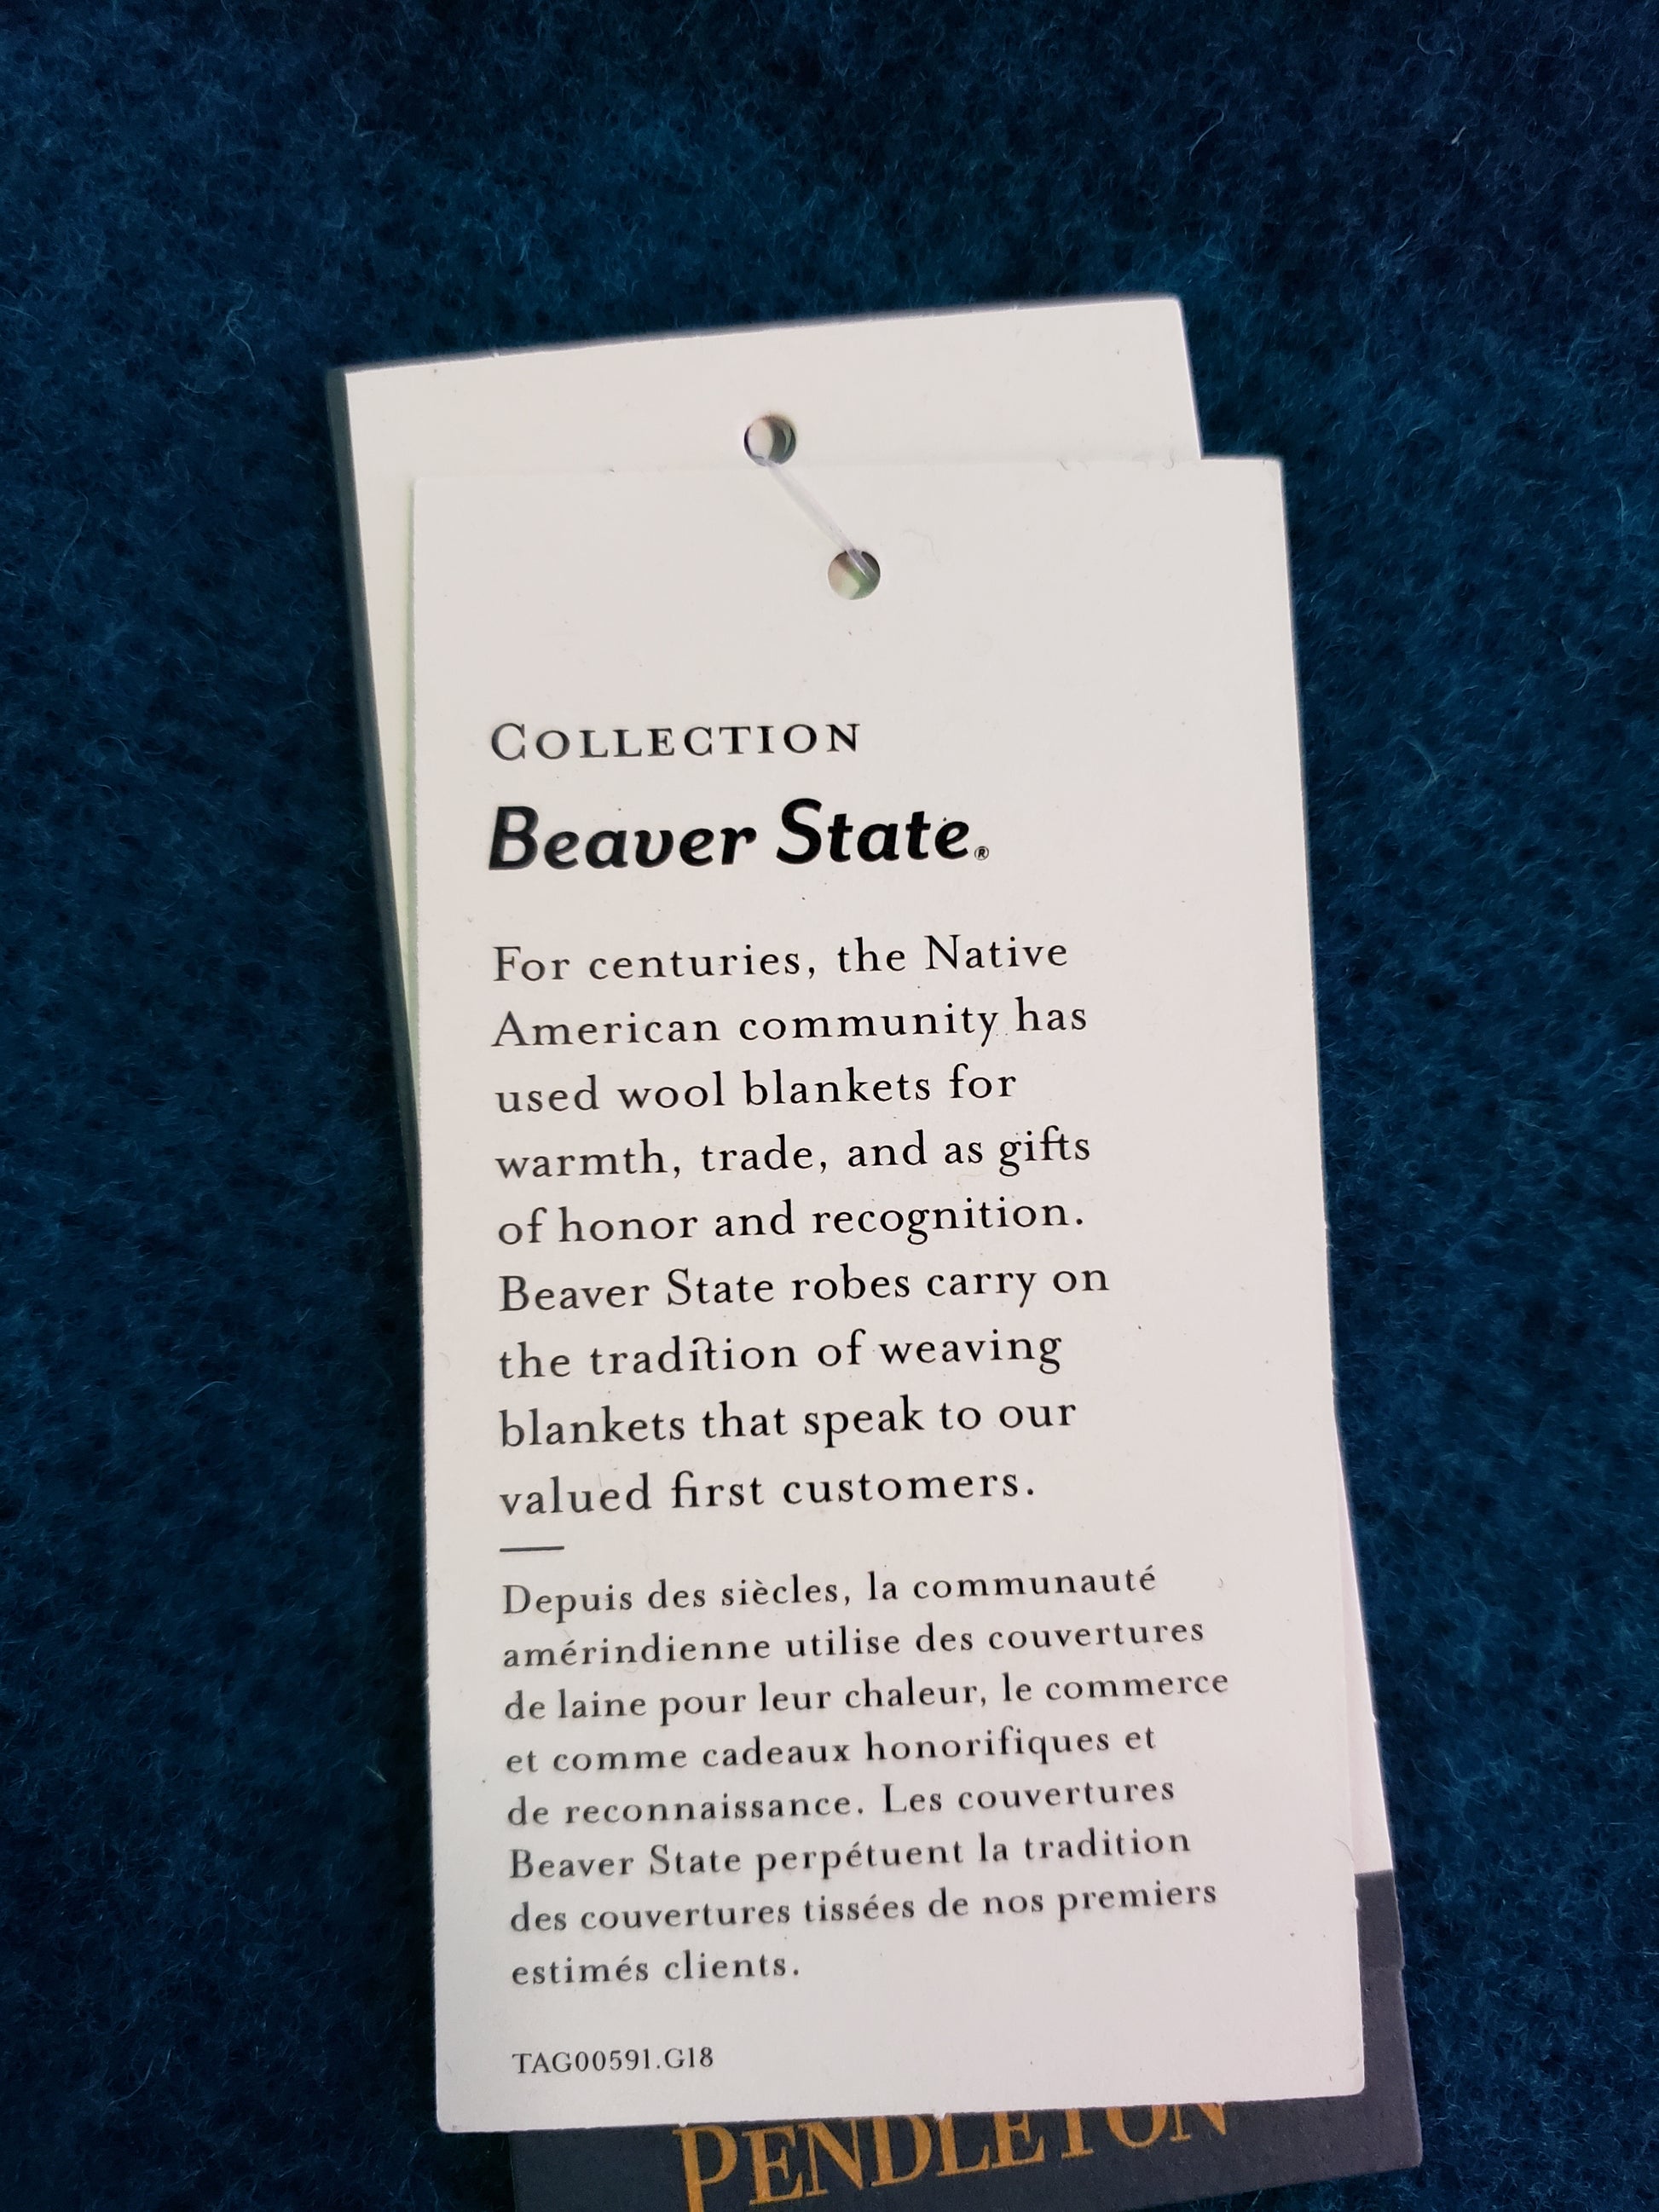 COLLECTION
Beaver State®
For centuries, the Native
American community has
used wool blankets for
warmth, trade, and as gifts
of honor and recognition.
Beaver State robes carry on
the tradition of weaving
blankets that speak to our
valued first customers.
Depuis des siècles, la communauté
amérindienne utilise des couvertures
de laine pour leur chaleur, le commerce
et comme cadeaux honorifiques et
de reconnaissance. Les couvertures
Beaver State perpétuent la tradition
des couvertures tissées de nos premiers
estimés clients.
TAG00591.G18
PENDLETON